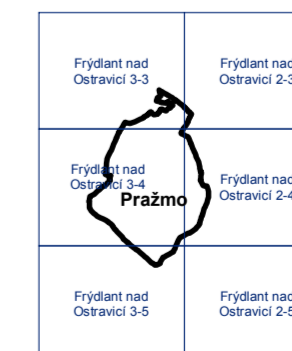 Frýdlant nad
Ostravicí 3-3
Frýdlant nad
Ostravicí 2-3
Frýdlant nad
Ostravicí 3-4
Frýdlant nad
Ostravicí 2-4
Pražmo
Frýdlant nad
Ostravicí 3-5
Frýdlant nad
Ostravicí 2-5